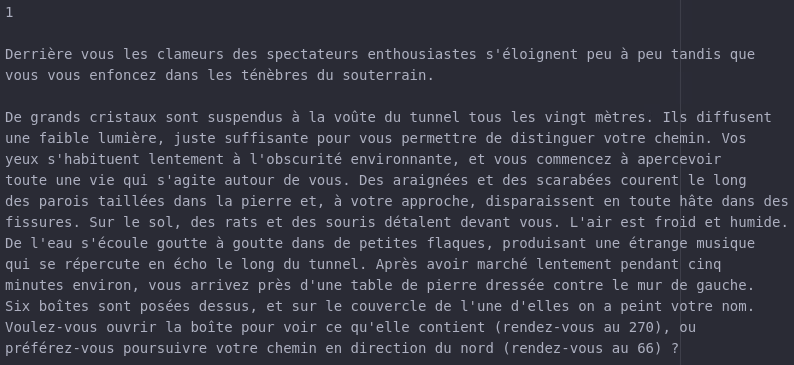 1
Derrière vous les clameurs des spectateurs enthousiastes s'éloignent peu à peu tandis que
vous vous enfoncez dans les ténèbres du souterrain.
De grands cristaux sont suspendus à la voûte du tunnel tous les vingt mètres. Ils diffusent
une faible lumière, juste suffisante pour vous permettre de distinguer votre chemin. Vos
yeux s'habituent lentement à l'obscurité environnante, et vous commencez à apercevoir
toute une vie qui s'agite autour de vous. Des araignées et des scarabées courent le long
des parois taillées dans la pierre et, à votre approche, disparaissent en toute hâte dans des
fissures. Sur le sol, des rats et des souris détalent devant vous. L'air est froid et humide.
De l'eau s'écoule goutte à goutte dans de petites flaques, produisant une étrange musique
qui se répercute en écho le long du tunnel. Après avoir marché lentement pendant cinq
minutes environ, vous arrivez près d'une table de pierre dressée contre le mur de gauche.
Six boîtes sont posées dessus, et sur le couvercle de l'une d'elles on a peint votre nom.
Voulez-vous ouvrir la boîte pour voir ce qu'elle contient (rendez-vous au 270), ou
préférez-vous poursuivre votre chemin en direction du nord (rendez-vous au 66) ?